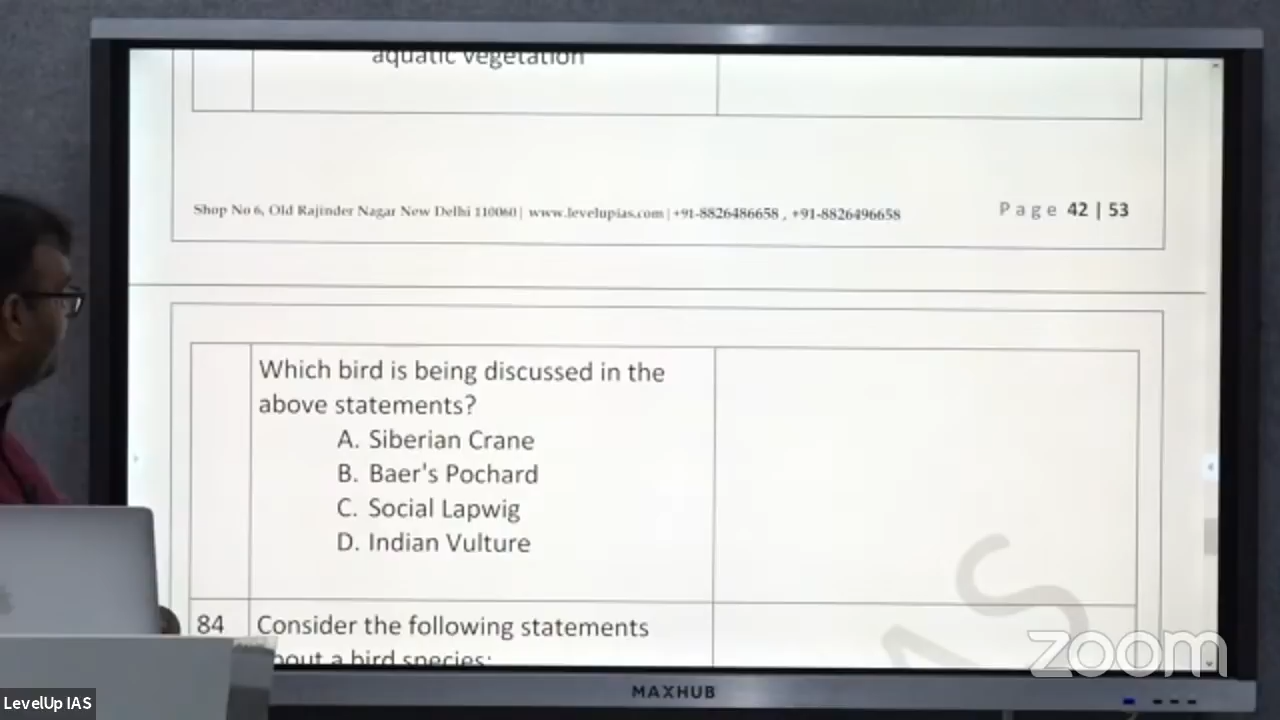 aquatic vegetation
Shop No 6, Old Rajinder Nagar New Delhi 110060| www.levelupias.com | +91-8826486658 , +91-8826496658
Page 42 | 53
Which bird is being discussed in the
above statements?
A. Siberian Crane
B. Baer's Pochard
C. Social Lapwig
D. Indian Vulture
84 Consider the following statements
about a bird species:
AS
zoom
MAXHUB
LevelUp IAS